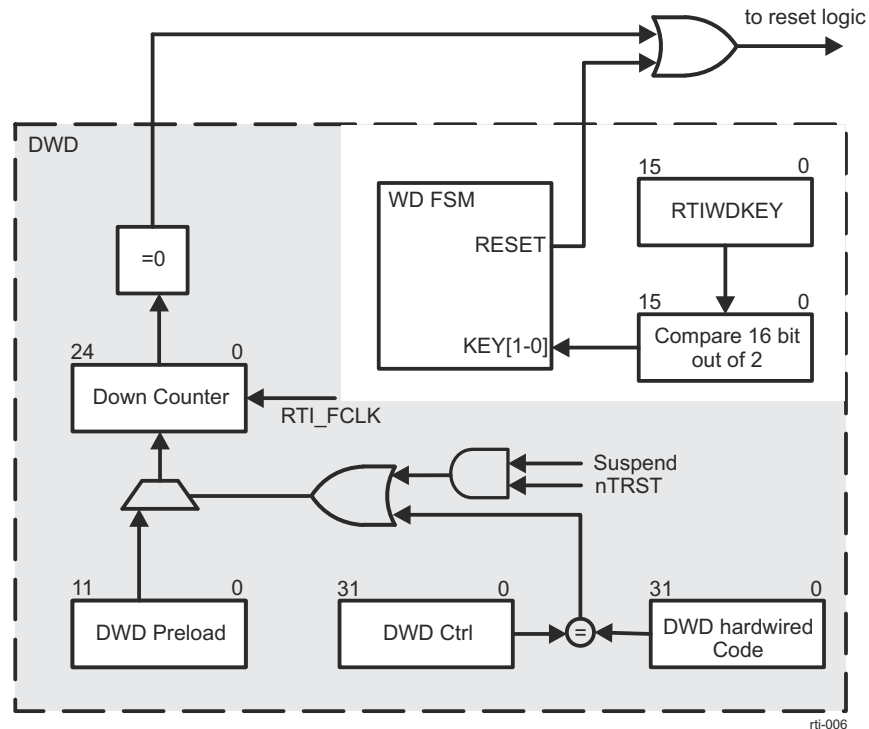 to reset logic
DWD
WD FSM
15 0
RTIWDKEY
RESET
=0
15 0
KEY[1-0]
Compare 16 bit
out of 2
24 0
Down Counter
RTI_FCLK
Suspend
nTRST
11 0
DWD Preload
31 0
DWD Ctrl
=
31 0
DWD hardwired
Code
rti-006